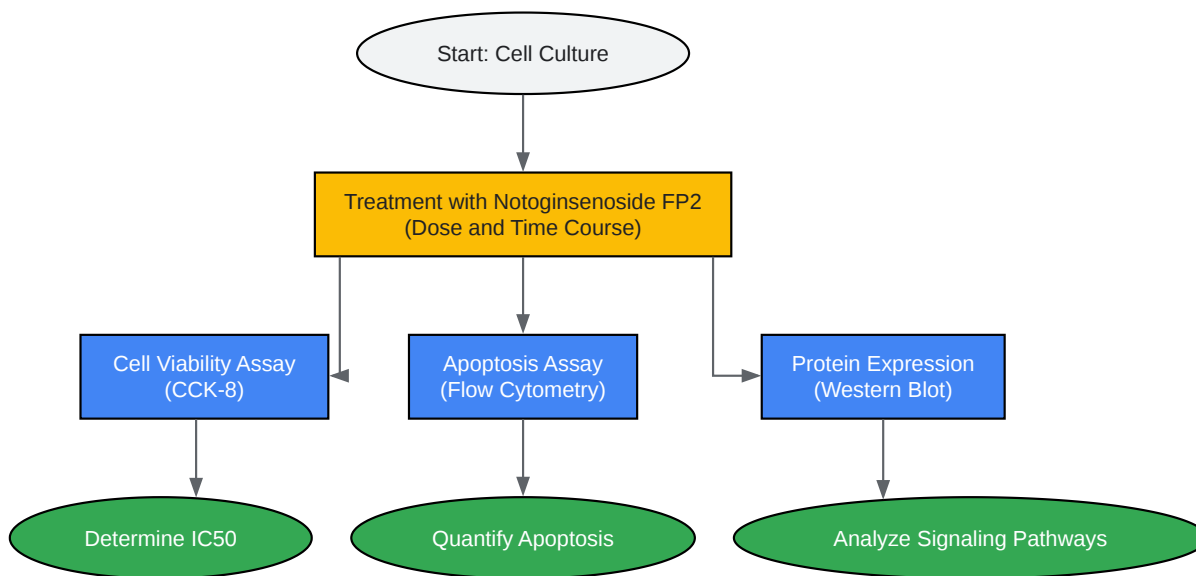 Start: Cell Culture
Treatment with Notoginsenoside FP2
(Dose and Time Course)
Cell Viability Assay
(CCK-8)
Apoptosis Assay
(Flow Cytometry)
Protein Expression
(Western Blot)
Determine IC50
Quantify Apoptosis
Analyze Signaling Pathways